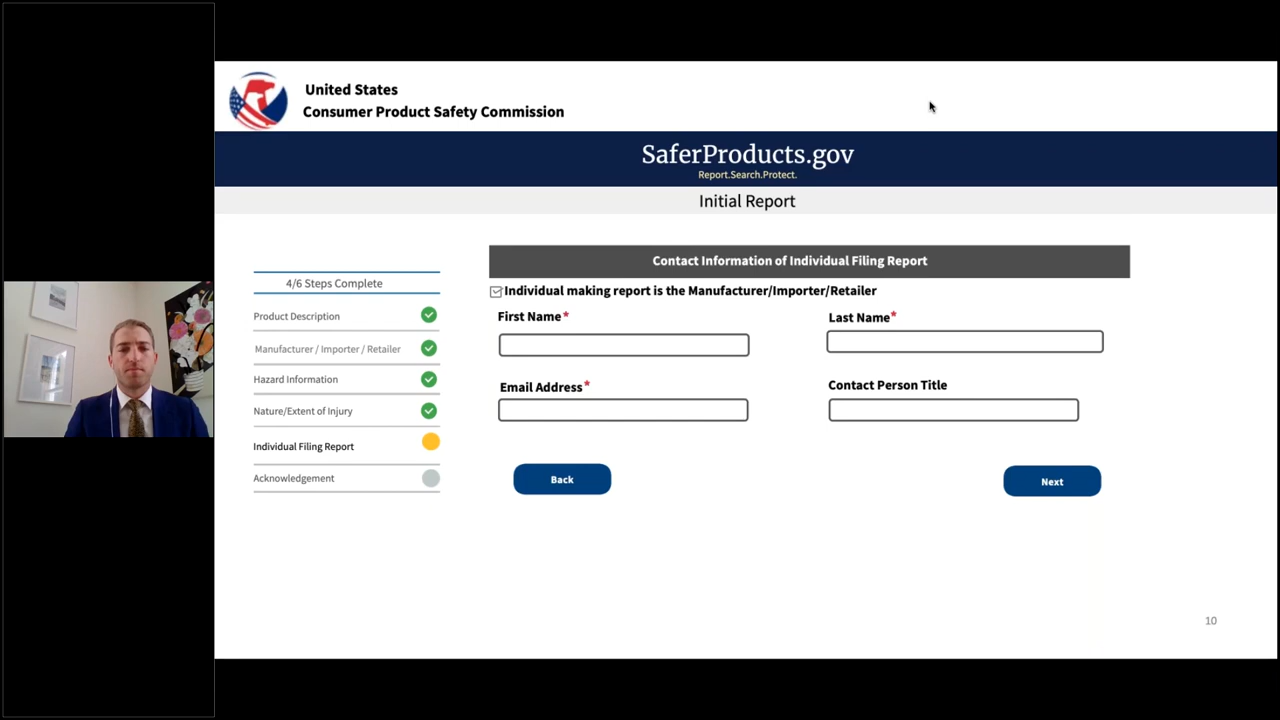 United States
Consumer Product Safety Commission
SaferProducts.gov
Report.Search.Protect.
Initial Report
4/6 Steps Complete
Product Description
Manufacturer / Importer / Retailer
Hazard Information
Nature/Extent of Injury
Individual Filing Report
Acknowledgement
Contact Information of Individual Filing Report
Individual making report is the Manufacturer/Importer/Retailer
First Name*
Last Name*
Email Address*
Contact Person Title
Back
Next
10